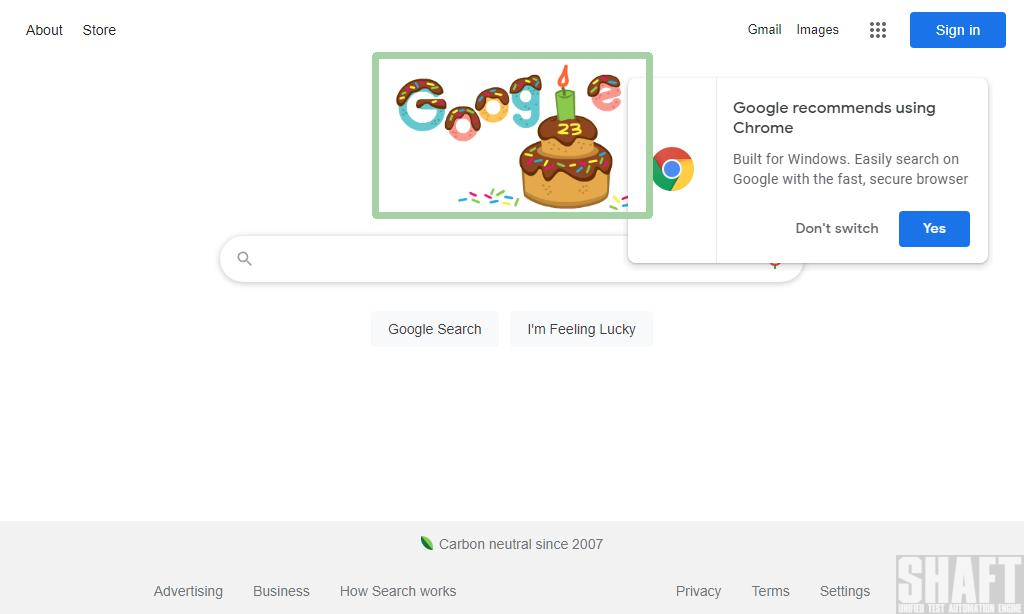 About Store Gmail Images Sign in
Goog e
23
Google recommends using
Chrome
Built for Windows. Easily search on
Google with the fast, secure browser
Don't switch Yes
Google Search I'm Feeling Lucky
Carbon neutral since 2007
Advertising Business How Search works Privacy Terms Settings
SHAFT
UNIFIED TEST AUTOMATION ENGINE